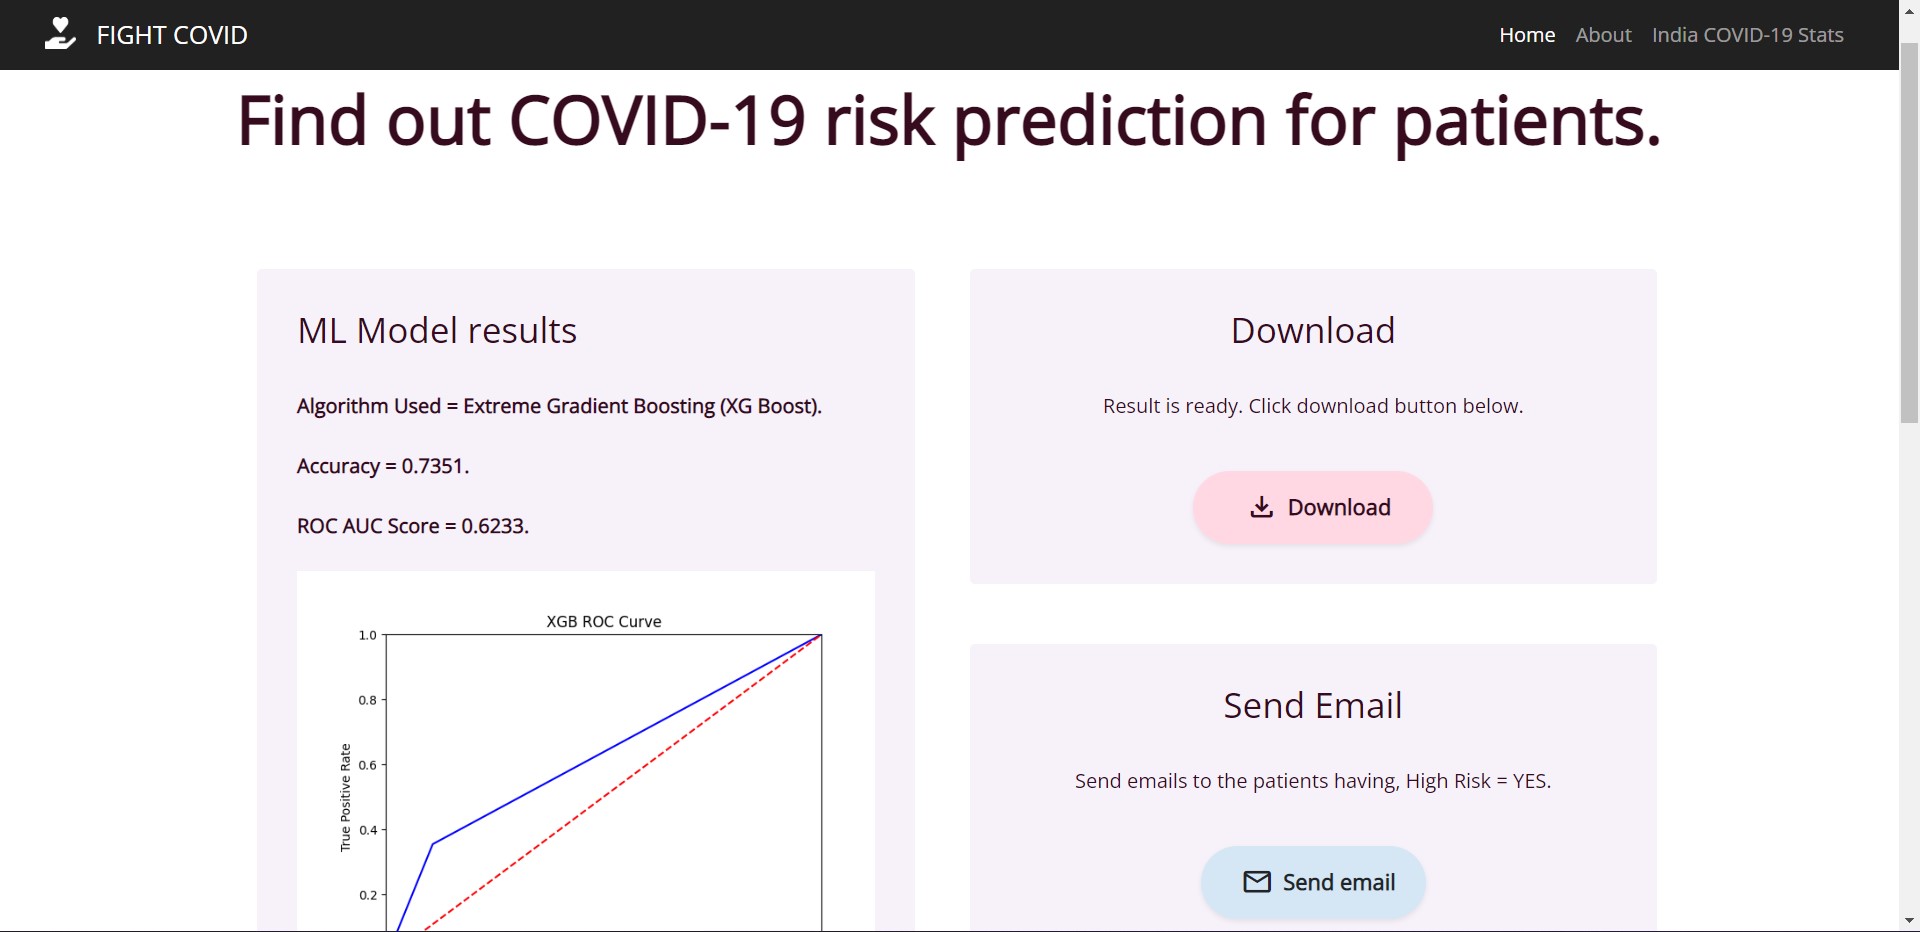 FIGHT COVID
Home
About
India COVID-19 Stats
Find out COVID-19 risk prediction for patients.
ML Model results
Algorithm Used = Extreme Gradient Boosting (XG Boost).
Accuracy = 0.7351.
ROC AUC Score = 0.6233.
XGB ROC Curve
1.0
0.8
0.6
0.4
0.2
True Positive Rate
Download
Result is ready. Click download button below.
Download
Send Email
Send emails to the patients having, High Risk = YES.
Send email